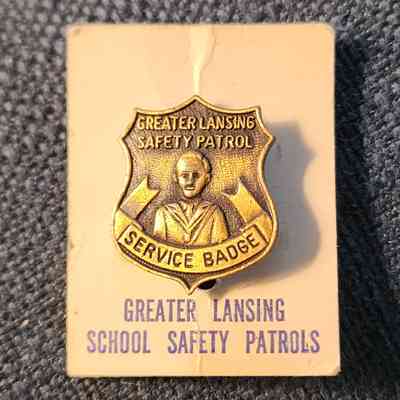 GREATER LANSING
SAFETY PATROL
SERVICE BADGE
GREATER LANSING
SCHOOL SAFETY PATROLS